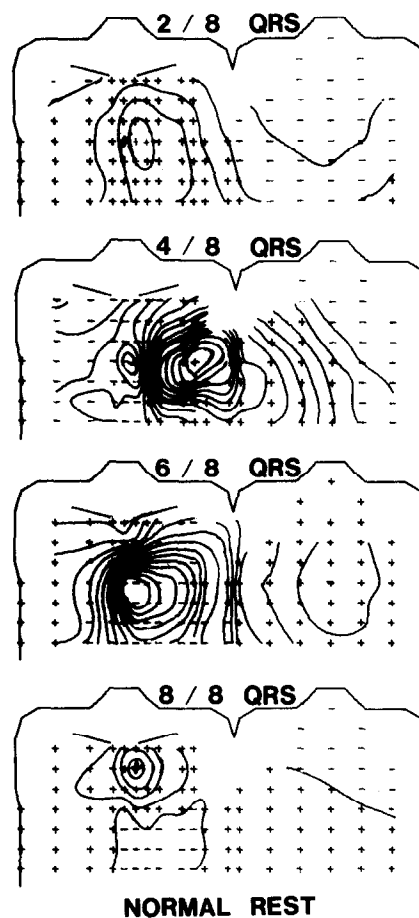 2 / 8 QRS
4 / 8 QRS
6 / 8 QRS
8 / 8 QRS
NORMAL REST